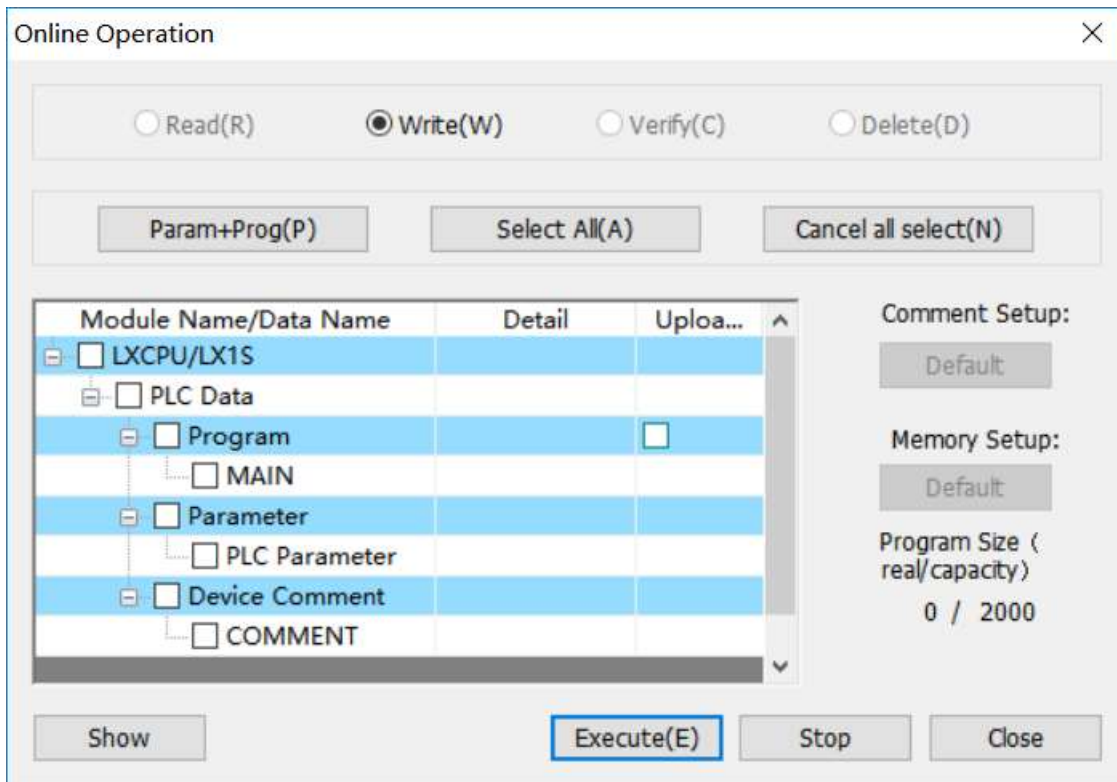 Online Operation
Read(R) Write(W) Verify(C) Delete(D)
Param+Prog(P) Select All(A) Cancel all select(N)
Module Name/Data Name Detail Uploa...
LXCPU/LX1S
PLC Data
Program
MAIN
Parameter
PLC Parameter
Device Comment
COMMENT
Comment Setup:
Default
Memory Setup:
Default
Program Size (
real/capacity)
0 / 2000
Show Execute(E) Stop Close